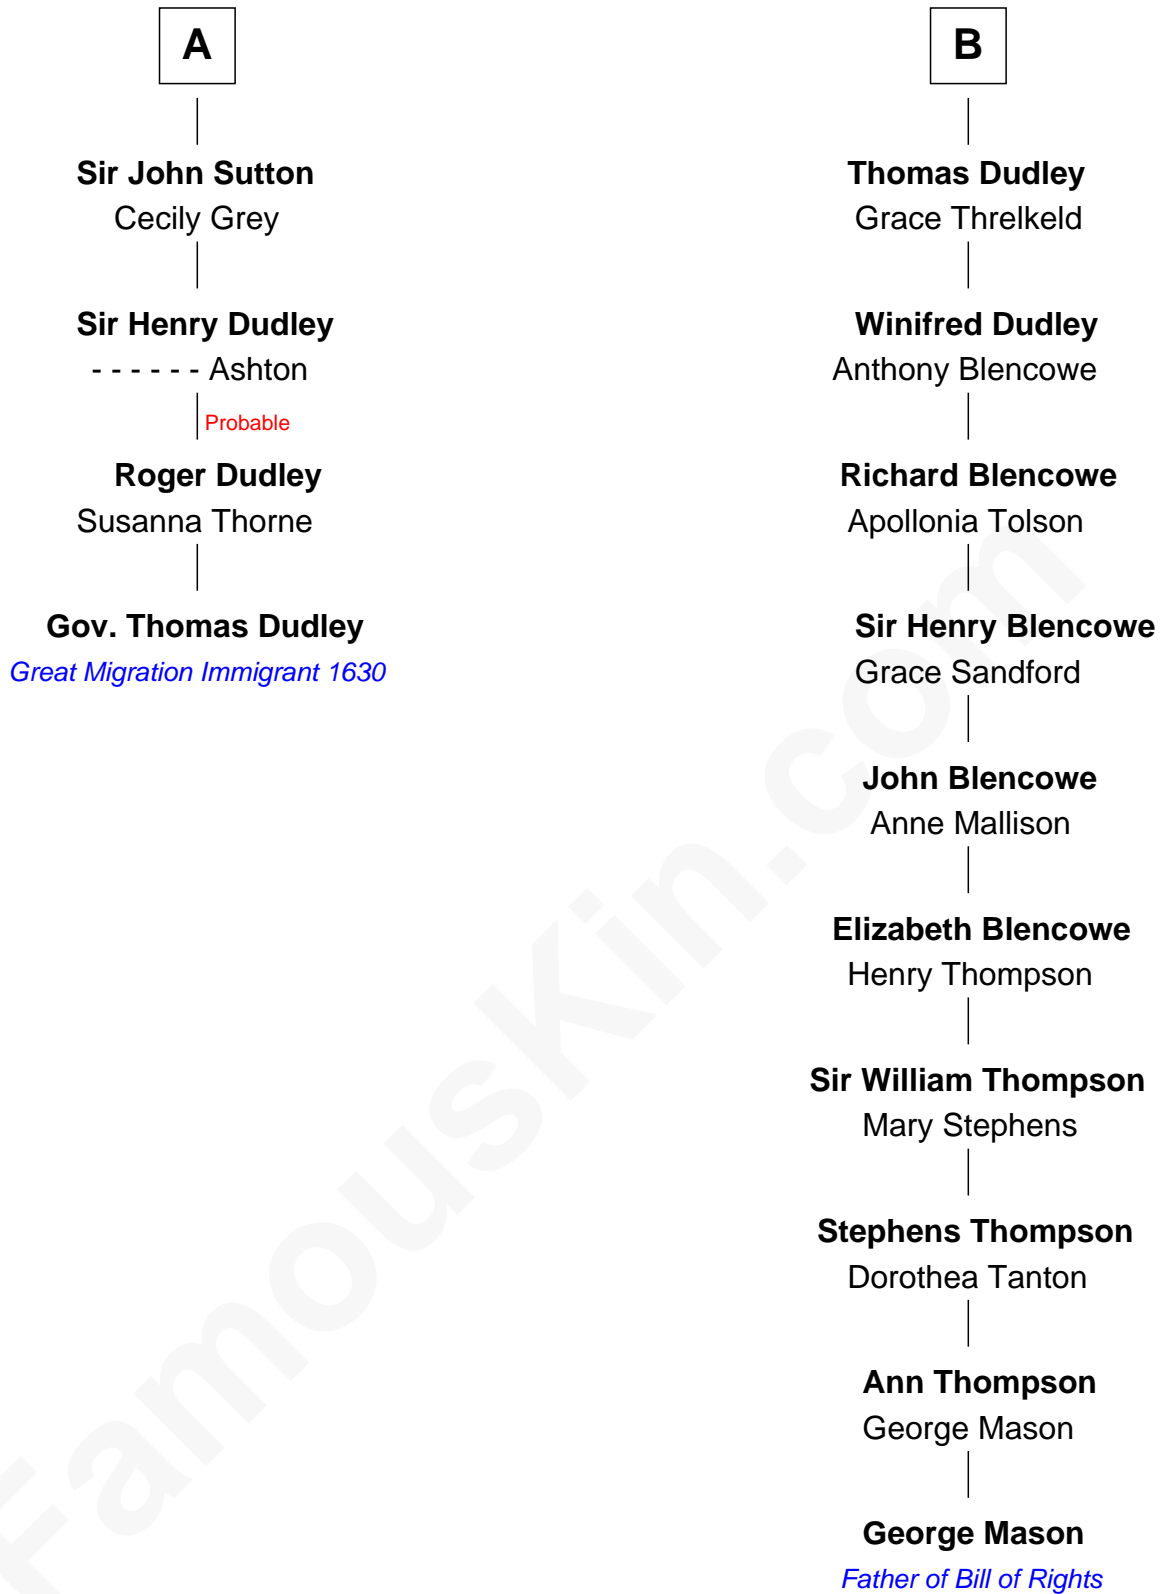 A
Sir John Sutton
Cecily Grey
Sir Henry Dudley
- - - - - - Ashton
Probable
Roger Dudley
Susanna Thorne
Gov. Thomas Dudley
Great Migration Immigrant 1630
B
Thomas Dudley
Grace Threlkeld
Winifred Dudley
Anthony Blencowe
Richard Blencowe
Apollonia Tolson
Sir Henry Blencowe
Grace Sandford
John Blencowe
Anne Mallison
Elizabeth Blencowe
Henry Thompson
Sir William Thompson
Mary Stephens
Stephens Thompson
Dorothea Tanton
Ann Thompson
George Mason
George Mason
Father of Bill of Rights
FamousKin.com